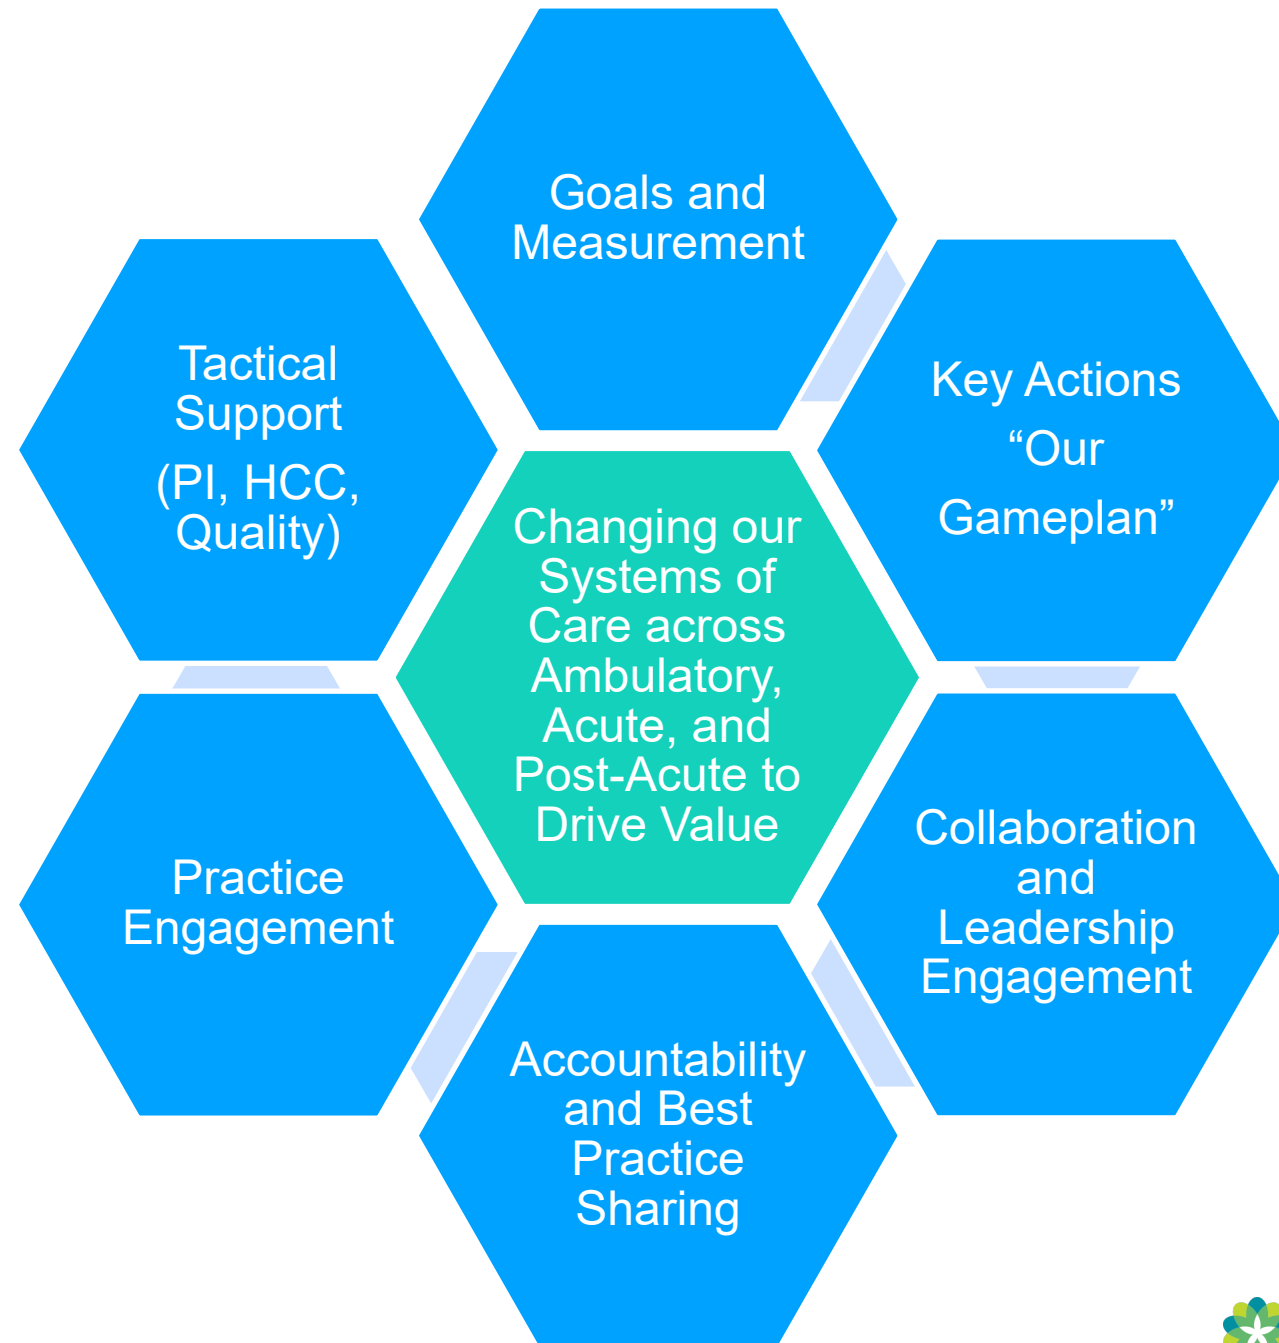 Goals and
Measurement
Tactical
Support
(PI, HCC,
Quality)
Key Actions
“Our
Gameplan”
Changing our
Systems of
Care across
Ambulatory,
Acute, and
Post-Acute to
Drive Value
Practice
Engagement
Collaboration
and
Leadership
Engagement
Accountability
and Best
Practice
Sharing